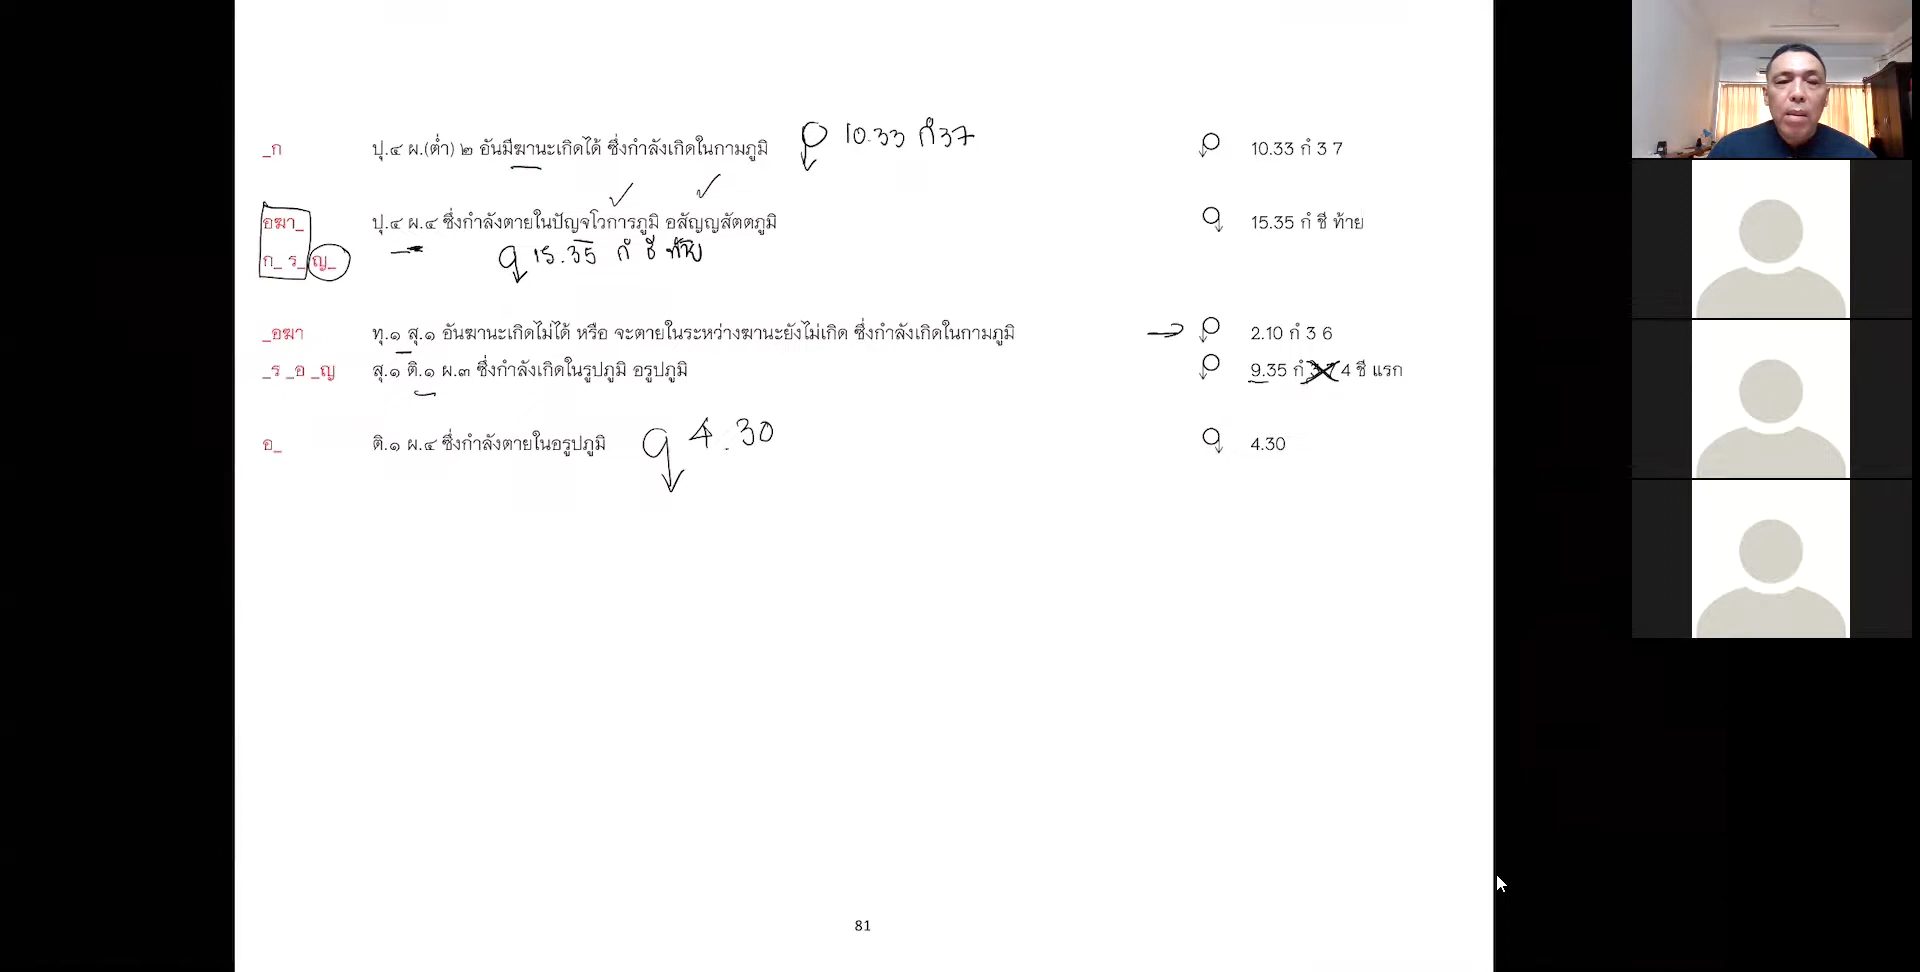 _ก ปุ.๔ ผ.(ต่ำ) ๒ อันมีฆานะเกิดได้ ซึ่งกำลังเกิดในกามภูมิ 10.33 กํ 37 10.33 กํ 3 7
อฆา_ ปุ.๔ ผ.๔ ซึ่งกำลังตายในปัญจโวการภูมิ อสัญญสัตตภูมิ 15.35 กํ ชี ท้าย
ก_ ร_ ญ_ 15.35 กํ ชี ท้าย
_อฆา ทุ.๑ สุ.๑ อันฆานะเกิดไม่ได้ หรือ จะตายในระหว่างฆานะยังไม่เกิด ซึ่งกำลังเกิดในกามภูมิ 2.10 กํ 3 6
_ร _อ _ญ สุ.๑ ติ.๑ ผ.๓ ซึ่งกำลังเกิดในรูปภูมิ อรูปภูมิ 9.35 กํ 4 ชี แรก
อ_ ติ.๑ ผ.๔ ซึ่งกำลังตายในอรูปภูมิ 4.30 4.30
81